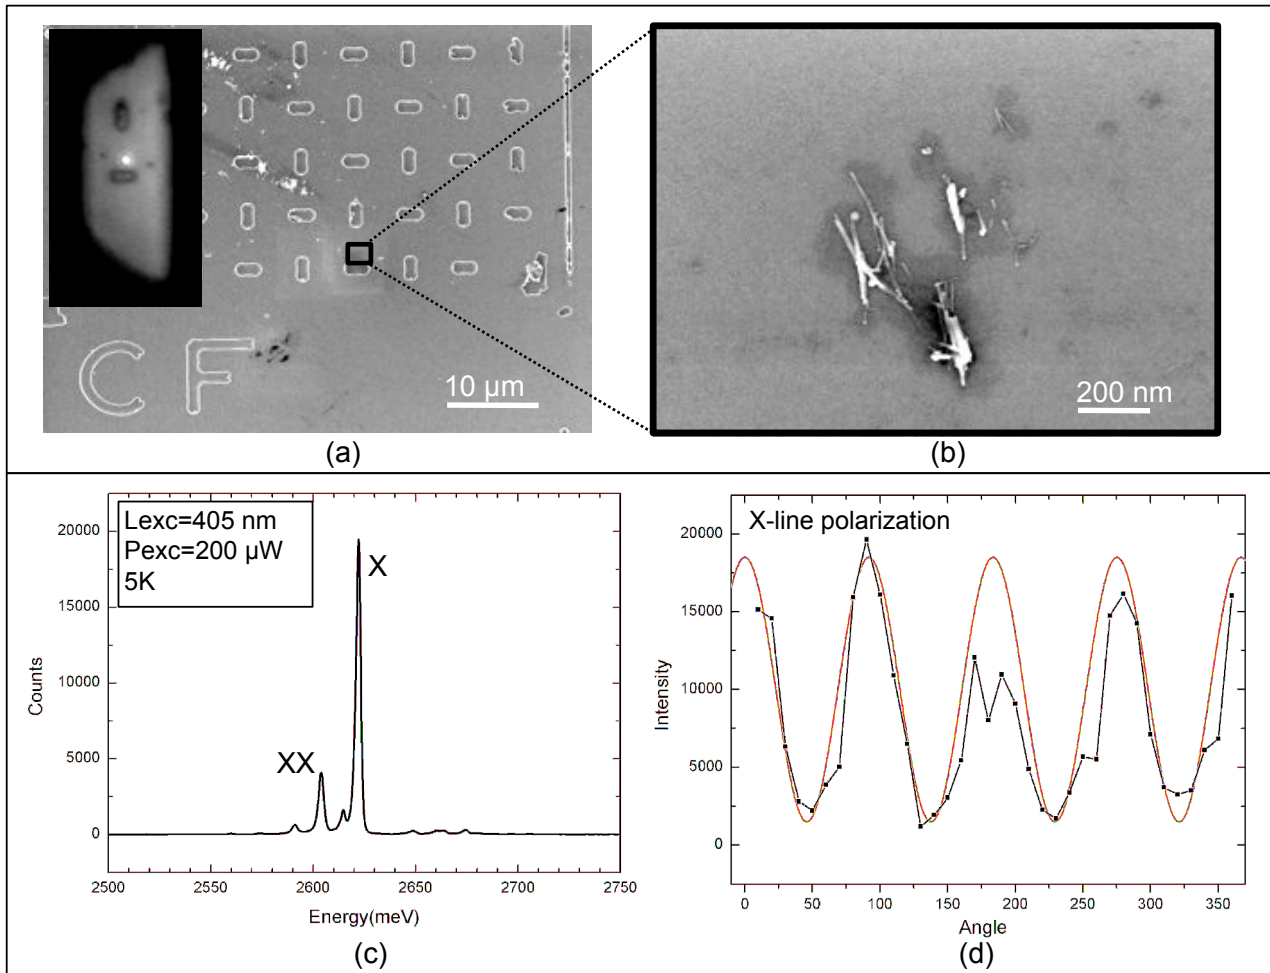 C F
10 µm
200 nm
(a)
(b)
Lexc=405 nm
Pexc=200 µW
5K
X
XX
20000
15000
10000
5000
0
Counts
2500 2550 2600 2650 2700 2750
Energy(meV)
(c)
X-line polarization
20000
15000
10000
5000
0
Intensity
0 50 100 150 200 250 300 350
Angle
(d)